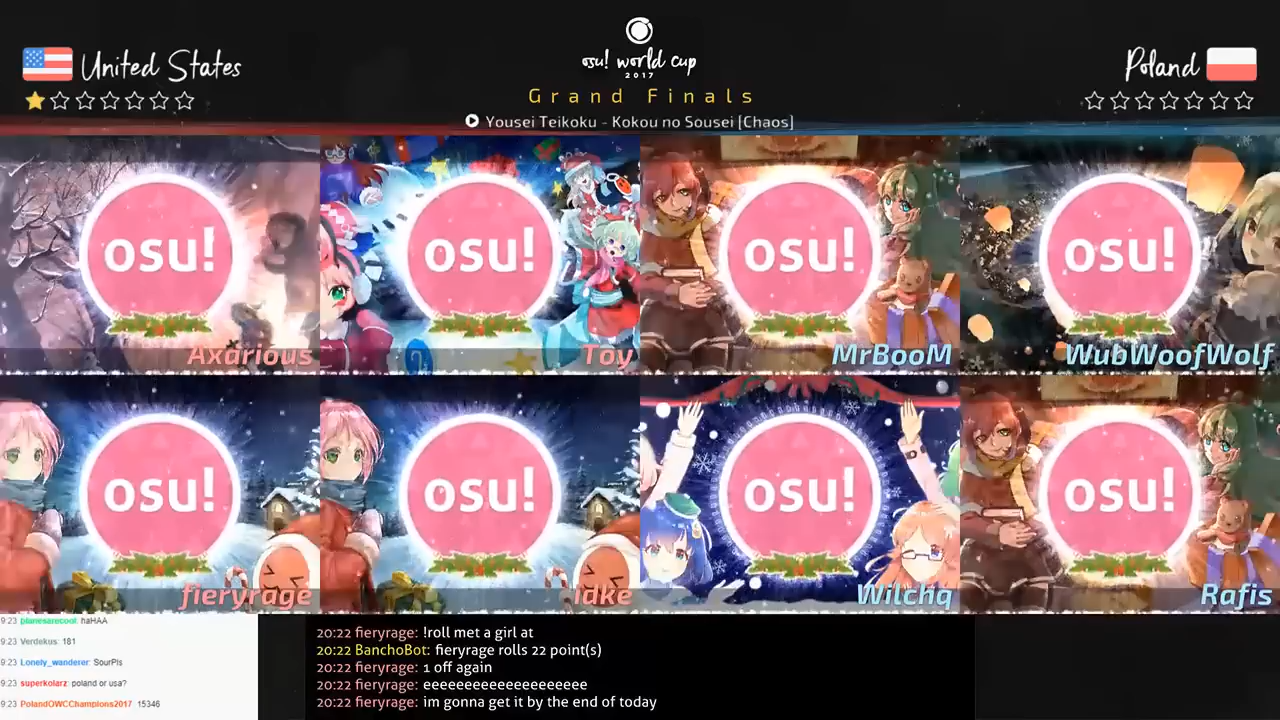 United States
osu! world cup
2017
Poland
Grand Finals
Yousei Teikoku - Kokou no Sousei [Chaos]
osu!
Axarious
osu!
Toy
osu!
MrBooM
osu!
WubWoofWolf
osu!
fieryrage
osu!
idke
osu!
Wilchq
osu!
Rafis
9:23 planesarecool: haHAA
9:23 Verdekus: 181
9:23 Lonely_wanderer: SourPls
9:23 superkolarz: poland or usa?
9:23 PolandOWCChampions2017 15346
20:22 fieryrage: !roll met a girl at
20:22 BanchoBot: fieryrage rolls 22 point(s)
20:22 fieryrage: 1 off again
20:22 fieryrage: eeeeeeeeeeeeeeeeeeee
20:22 fieryrage: im gonna get it by the end of today